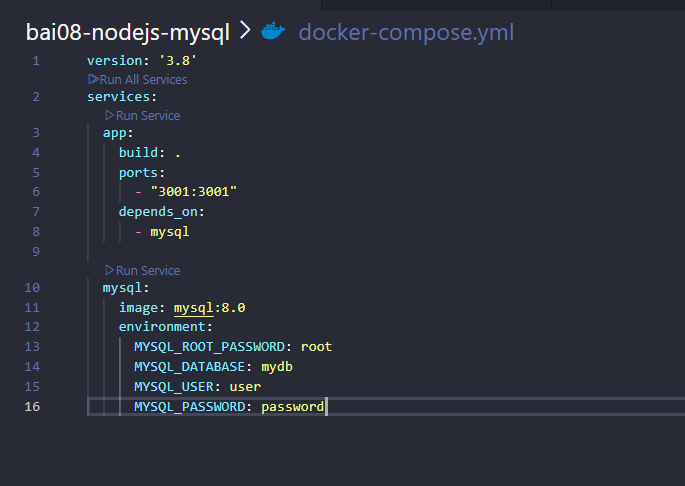 bai08-nodejs-mysql > docker-compose.yml
1 version: '3.8'
Run All Services
2 services:
Run Service
3 app:
4 build: .
5 ports:
6 - "3001:3001"
7 depends_on:
8 - mysql
9
Run Service
10 mysql:
11 image: mysql:8.0
12 environment:
13 MYSQL_ROOT_PASSWORD: root
14 MYSQL_DATABASE: mydb
15 MYSQL_USER: user
16 MYSQL_PASSWORD: password